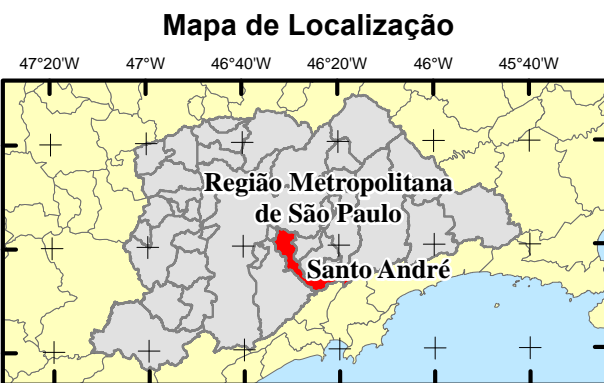 Mapa de Localização
47°20'W 47°W 46°40'W 46°20'W 46°W 45°40'W
Região Metropolitana
de São Paulo
Santo André